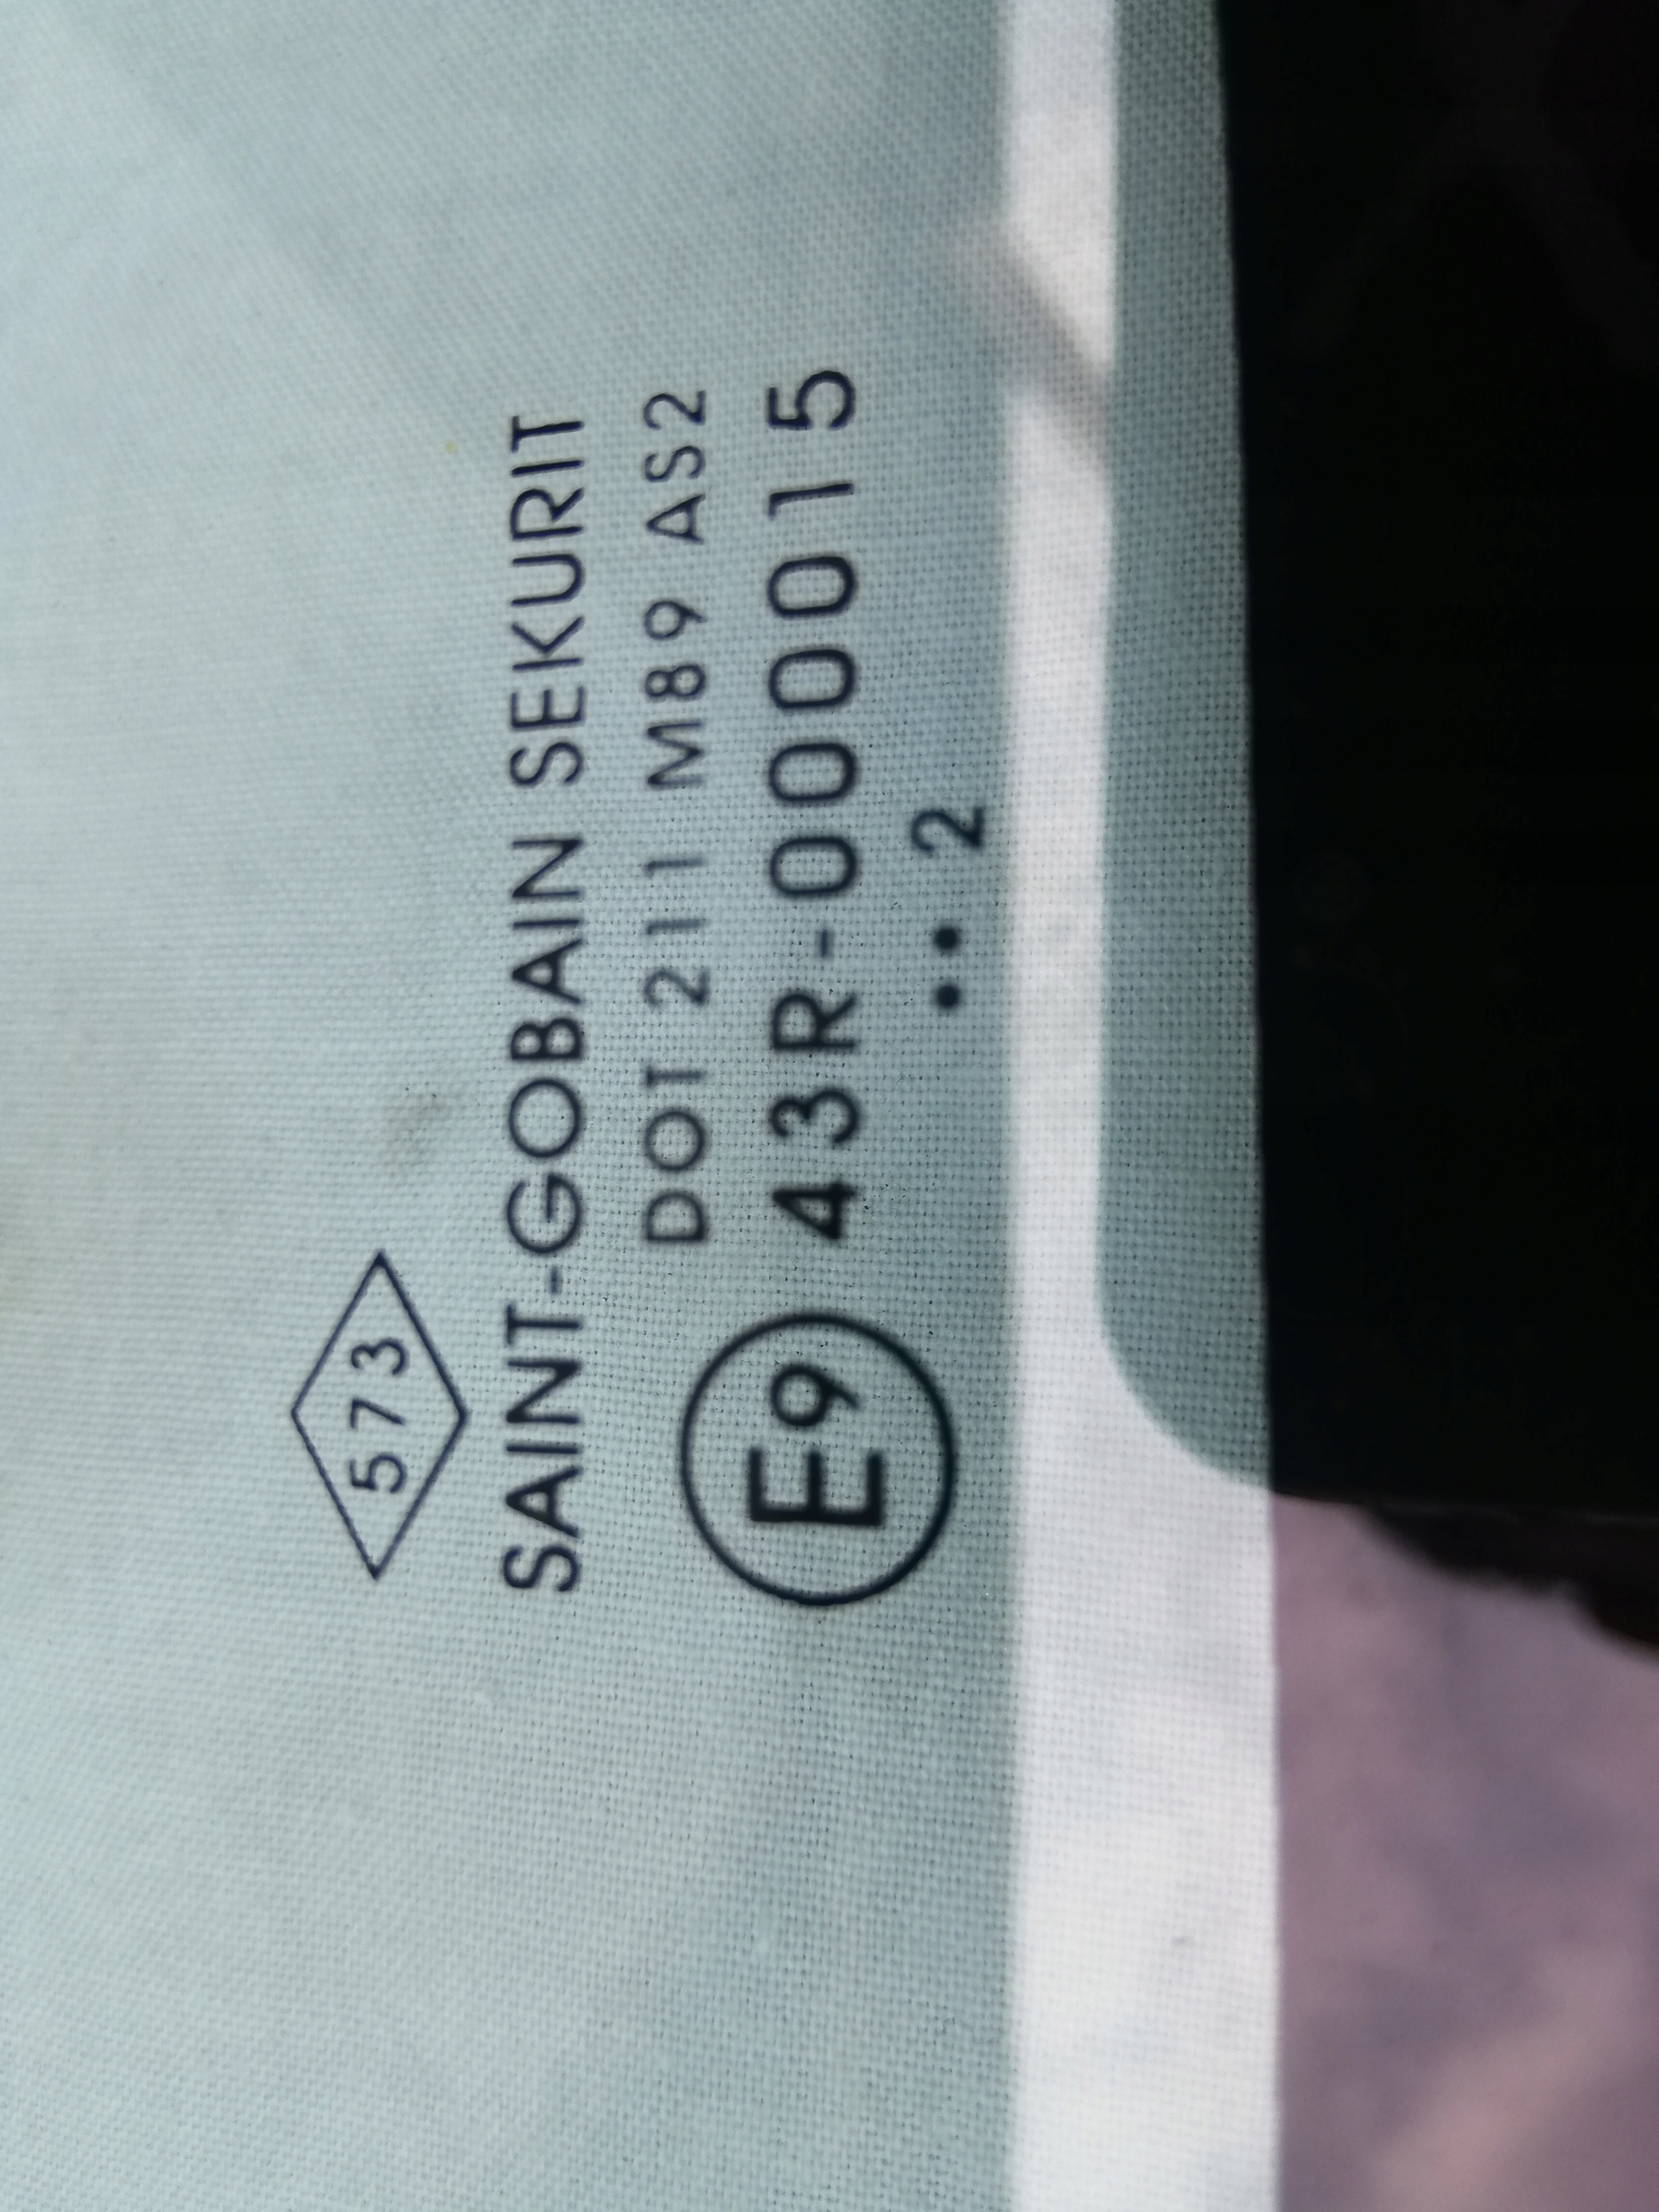 573
SAINT-GOBAIN SEKURIT
DOT 211 M89 AS2
E9 43R-000015
•• 2